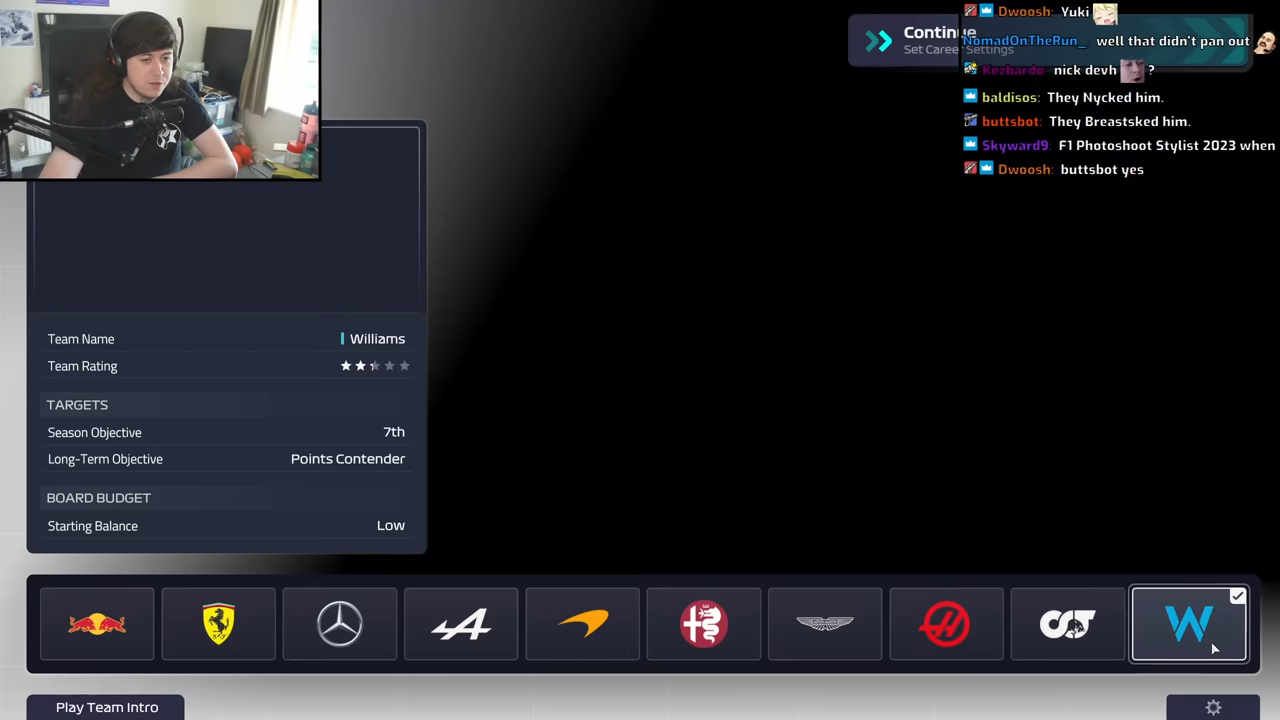 Continue
Set Career Settings
Dwoosh: Yuki
NomadOnTheRun_ well that didn't pan out
Kezbardo nick devh ?
baldisos: They Nycked him.
buttsbot: They Breastsked him.
Skyward9: F1 Photoshoot Stylist 2023 when
Dwoosh: buttsbot yes
Team Name Williams
Team Rating
TARGETS
Season Objective 7th
Long-Term Objective Points Contender
BOARD BUDGET
Starting Balance Low
Play Team Intro